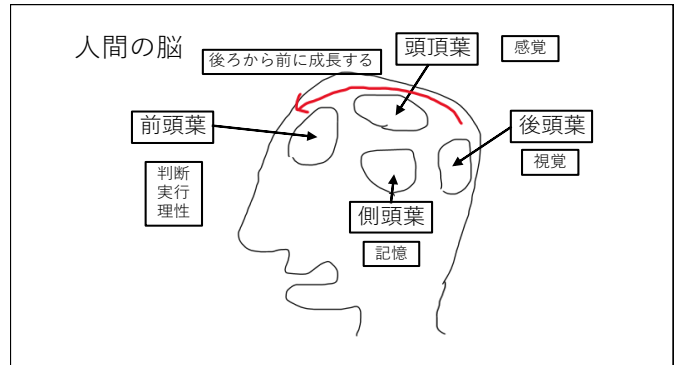 人間の脳
後ろから前に成長する
頭頂葉
感覚
前頭葉
後頭葉
判断
実行
理性
視覚
側頭葉
記憶